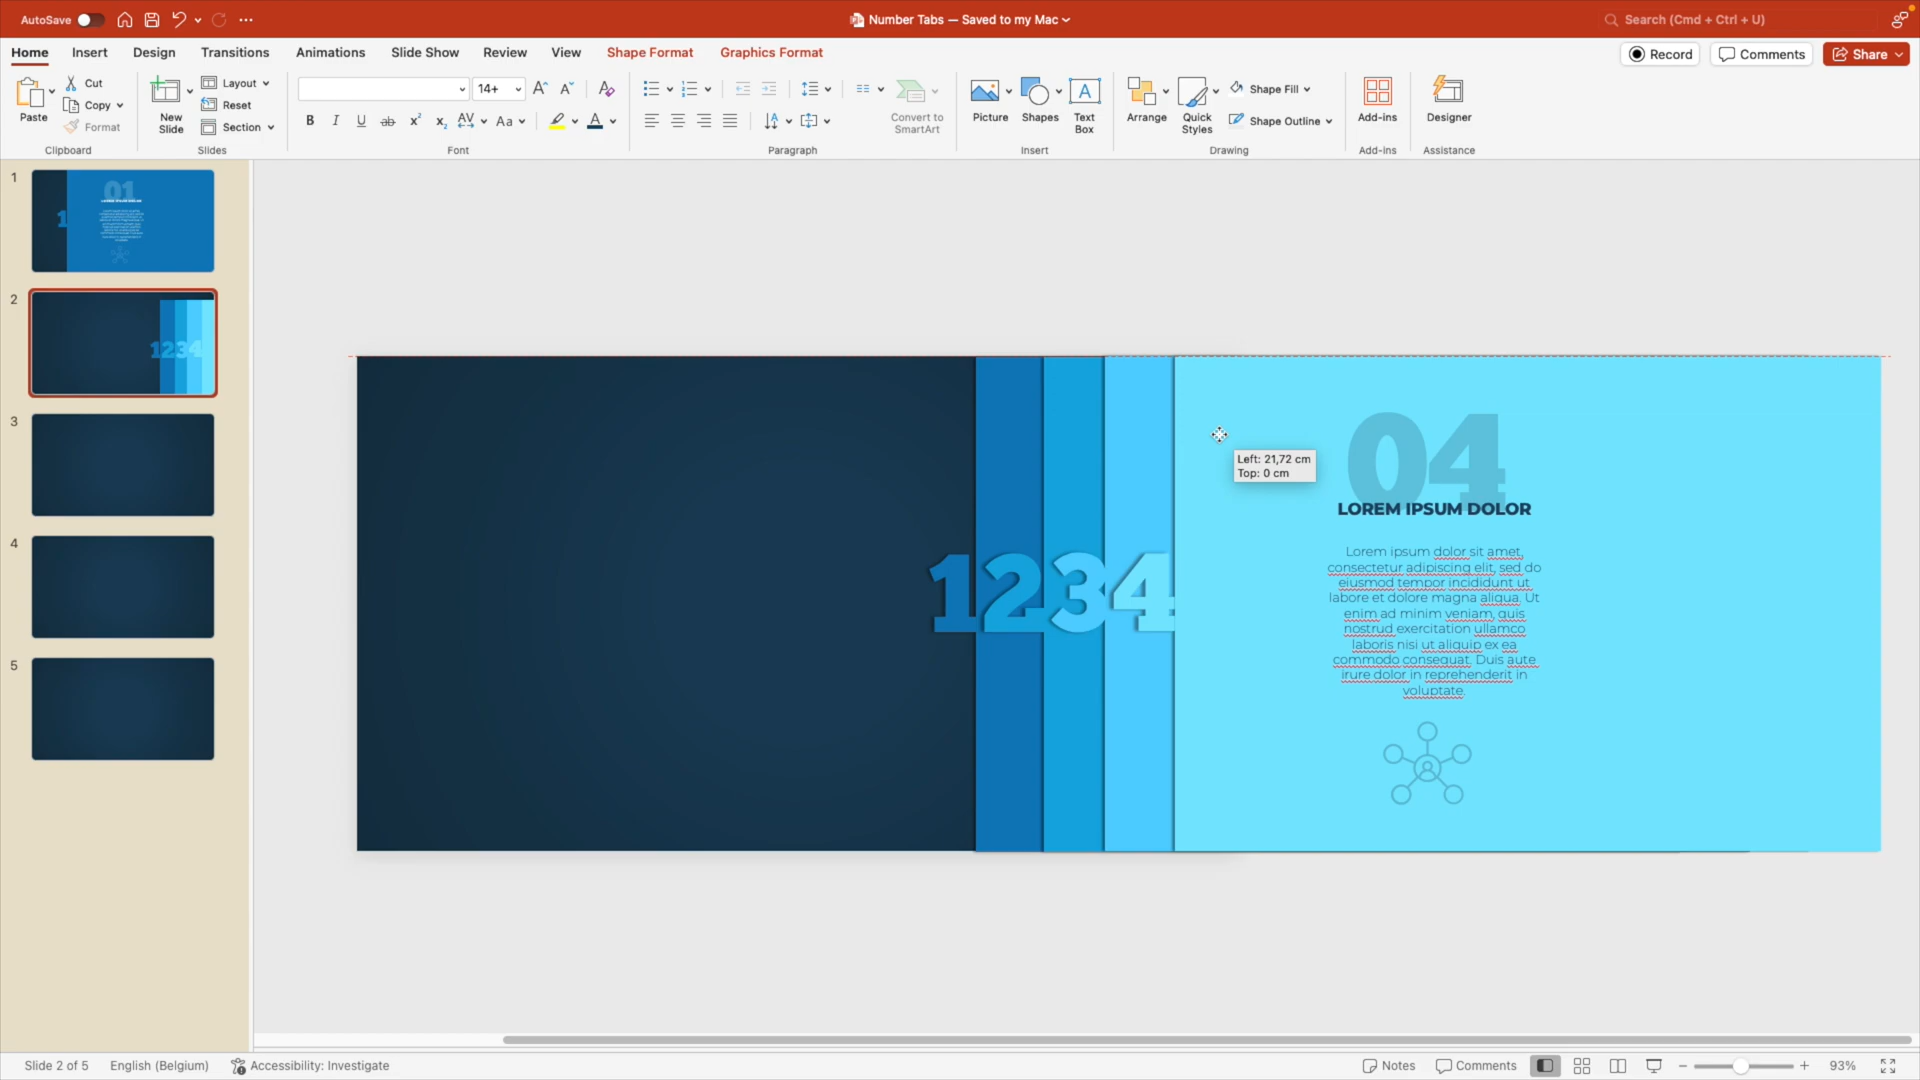 AutoSave
Number Tabs — Saved to my Mac
Search (Cmd + Ctrl + U)
Home Insert Design Transitions Animations Slide Show Review View Shape Format Graphics Format
Record Comments Share
Paste
Cut
Copy
Format
Clipboard
New Slide
Layout
Reset
Section
Slides
14+
B I U ab x² x₂ AV Aa A
Font
Convert to SmartArt
Paragraph
Picture
Shapes
Text Box
Insert
Arrange
Quick Styles
Shape Fill
Shape Outline
Drawing
Add-ins
Add-ins
Designer
Assistance
1
01
1
2
1234
3
4
5
1234
Left: 21,72 cm
Top: 0 cm
04
LOREM IPSUM DOLOR
Lorem ipsum dolor sit amet,
consectetur adipiscing elit, sed do
eiusmod tempor incididunt ut
labore et dolore magna aliqua. Ut
enim ad minim veniam, quis
nostrud exercitation ullamco
laboris nisi ut aliquip ex ea
commodo consequat. Duis aute
irure dolor in reprehenderit in
voluptate.
Slide 2 of 5 English (Belgium) Accessibility: Investigate
Notes Comments 93%